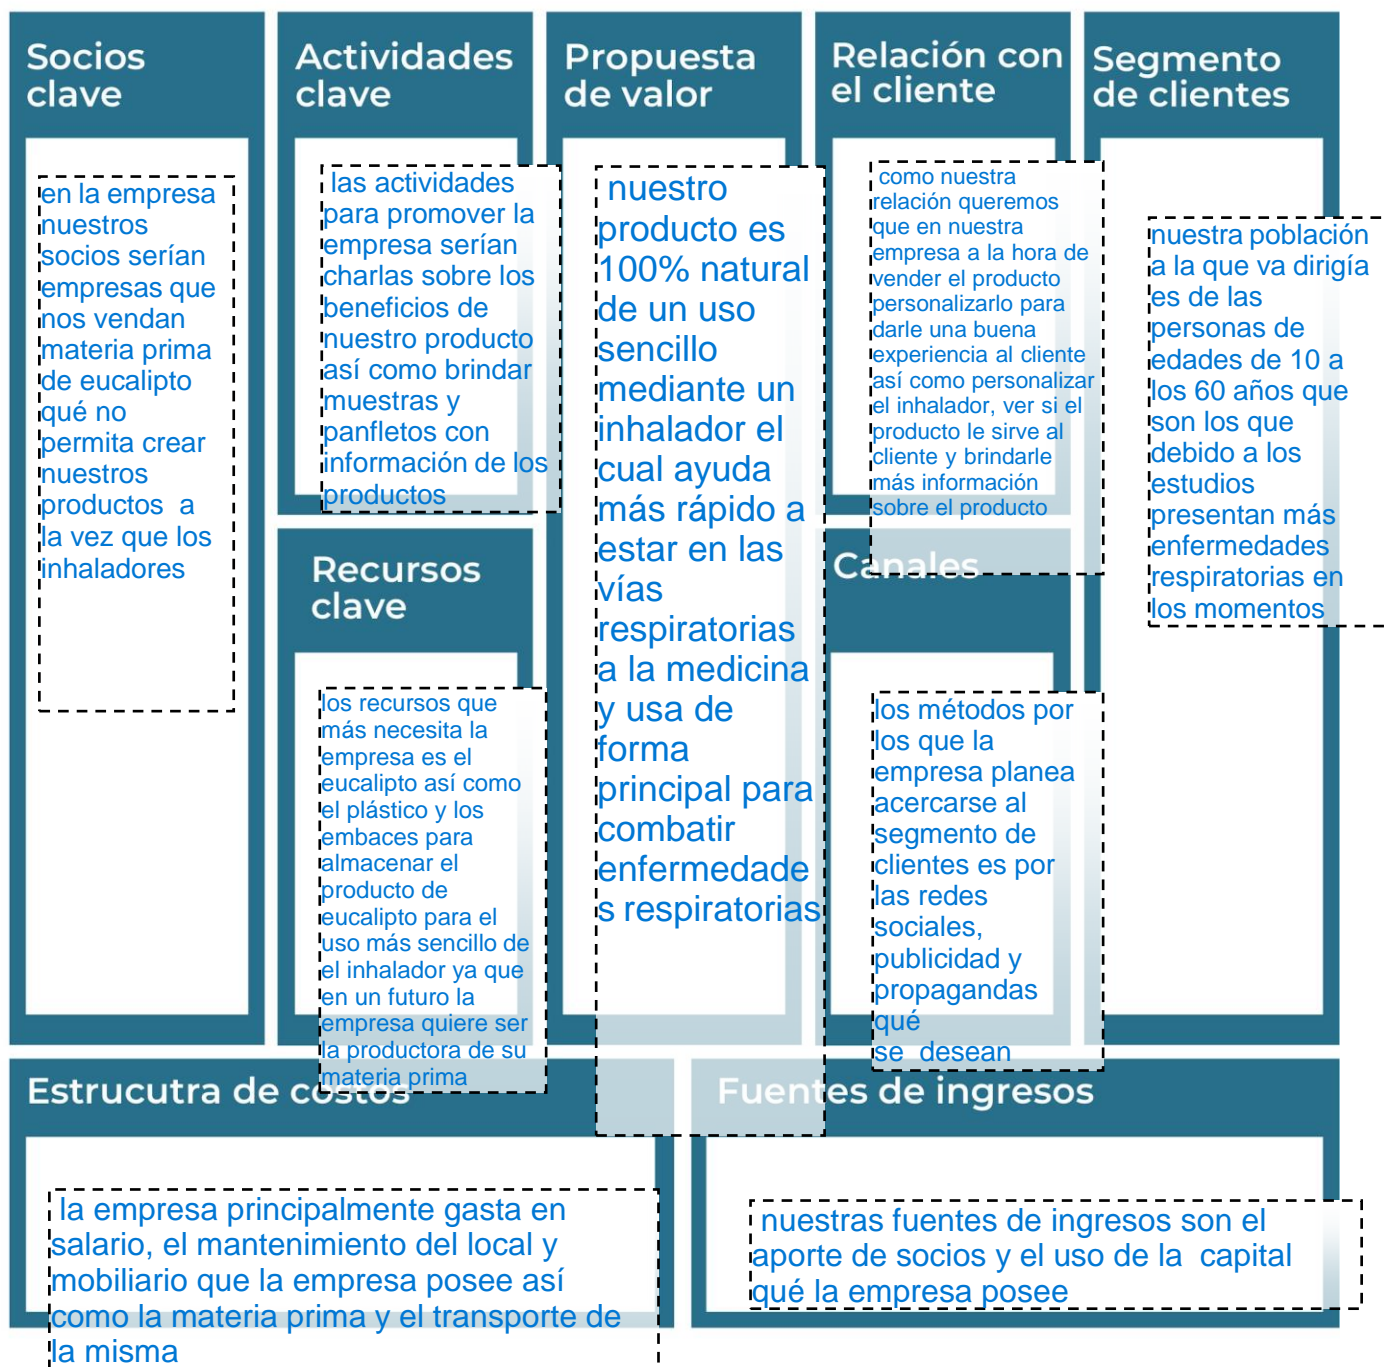 Socios
clave
en la empresa
nuestros
socios serían
empresas que
nos vendan
materia prima
de eucalipto
qué no
permita crear
nuestros
productos a
la vez que los
inhaladores
Actividades
clave
las actividades
para promover la
empresa serían
charlas sobre los
beneficios de
nuestro producto
así como brindar
muestras y
panfletos con
información de los
productos
Recursos
clave
los recursos que
más necesita la
empresa es el
eucalipto así como
el plástico y los
embaces para
almacenar el
producto de
eucalipto para el
uso más sencillo de
el inhalador ya que
en un futuro la
empresa quiere ser
la productora de su
materia prima
Propuesta
de valor
nuestro
producto es
100% natural
de un uso
sencillo
mediante un
inhalador el
cual ayuda
más rápido a
estar en las
vías
respiratorias
a la medicina
y usa de
forma
principal para
combatir
enfermedade
s respiratorias
Relación con
el cliente
como nuestra
relación queremos
que en nuestra
empresa a la hora de
vender el producto
personalizarlo para
darle una buena
experiencia al cliente
así como personalizar
el inhalador, ver si el
producto le sirve al
cliente y brindarle
más información
sobre el producto
Canales
los métodos por
los que la
empresa planea
acercarse al
segmento de
clientes es por
las redes
sociales,
publicidad y
propagandas
qué
se desean
Segmento
de clientes
nuestra población
a la que va dirigía
es de las
personas de
edades de 10 a
los 60 años que
son los que
debido a los
estudios
presentan más
enfermedades
respiratorias en
los momentos
Estrucutra de costos
la empresa principalmente gasta en
salario, el mantenimiento del local y
mobiliario que la empresa posee así
como la materia prima y el transporte de
la misma
Fuentes de ingresos
nuestras fuentes de ingresos son el
aporte de socios y el uso de la capital
qué la empresa posee